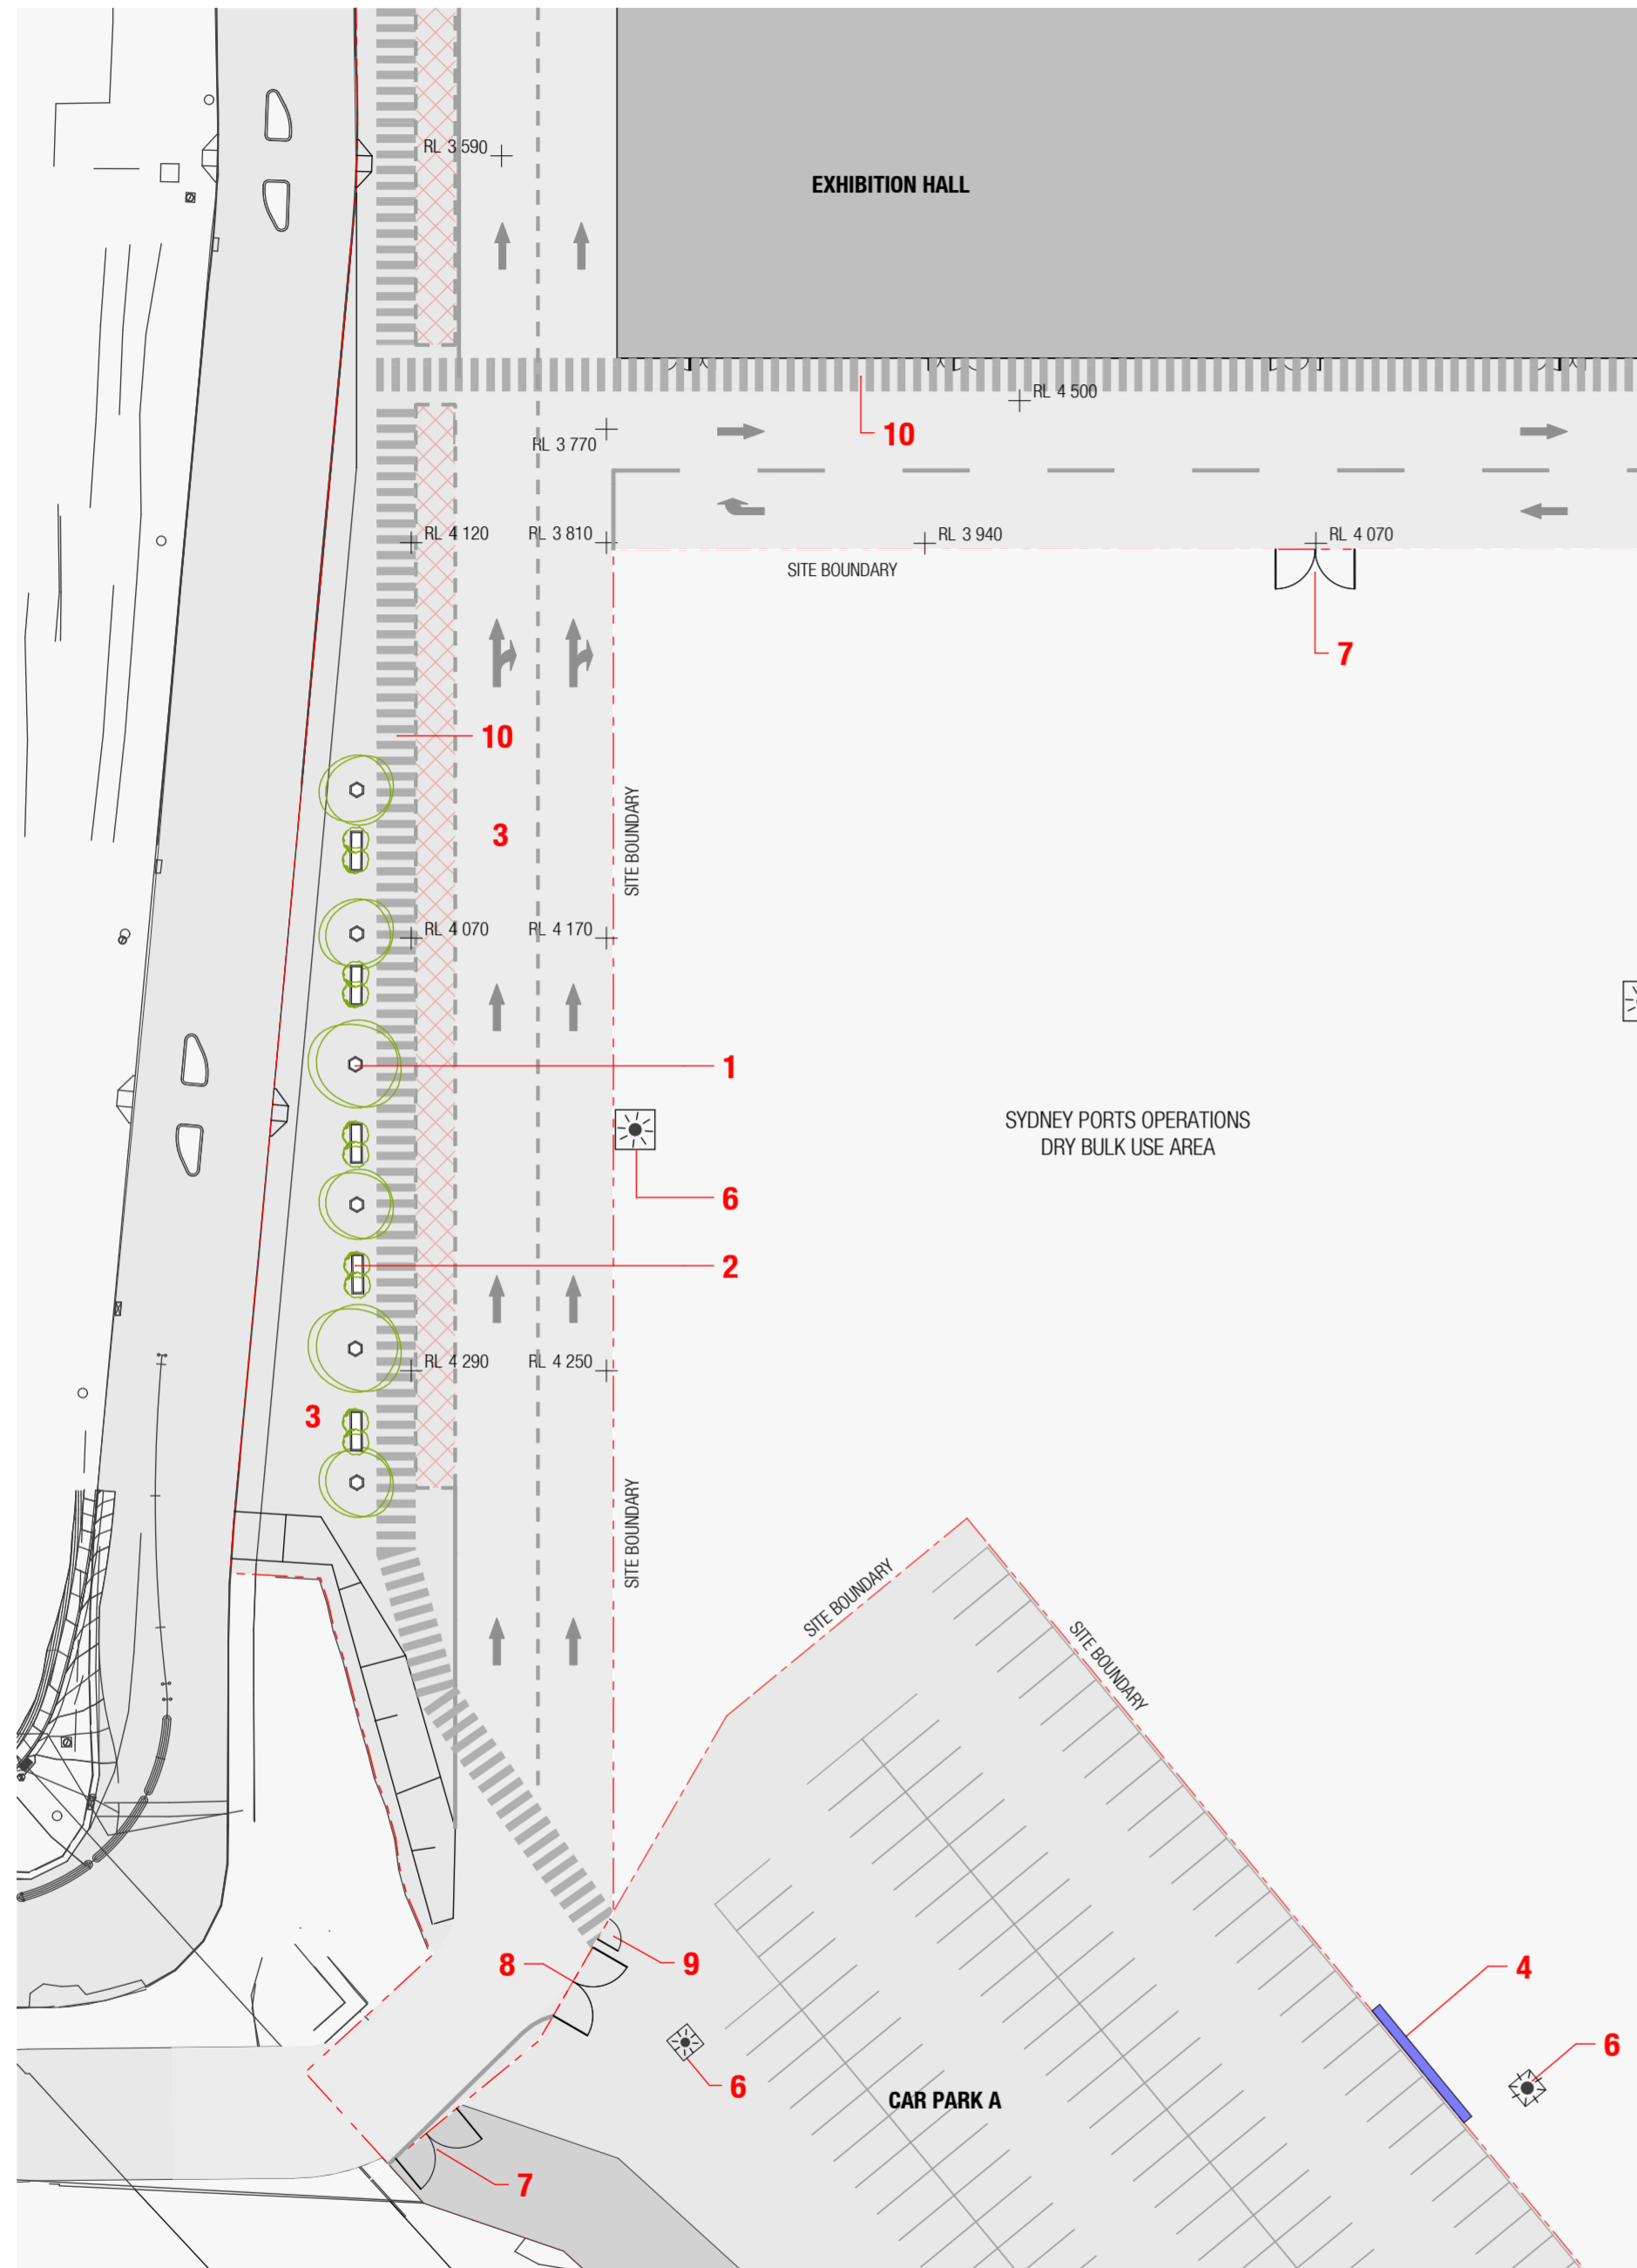 RL 3 590
EXHIBITION HALL
RL 4 500
10
RL 3 770
RL 4 120
RL 3 810
RL 3 940
RL 4 070
SITE BOUNDARY
7
10
SITE BOUNDARY
3
RL 4 070
RL 4 170
1
SYDNEY PORTS OPERATIONS
DRY BULK USE AREA
6
2
RL 4 290
RL 4 250
3
SITE BOUNDARY
SITE BOUNDARY
SITE BOUNDARY
8
9
4
6
6
CAR PARK A
7